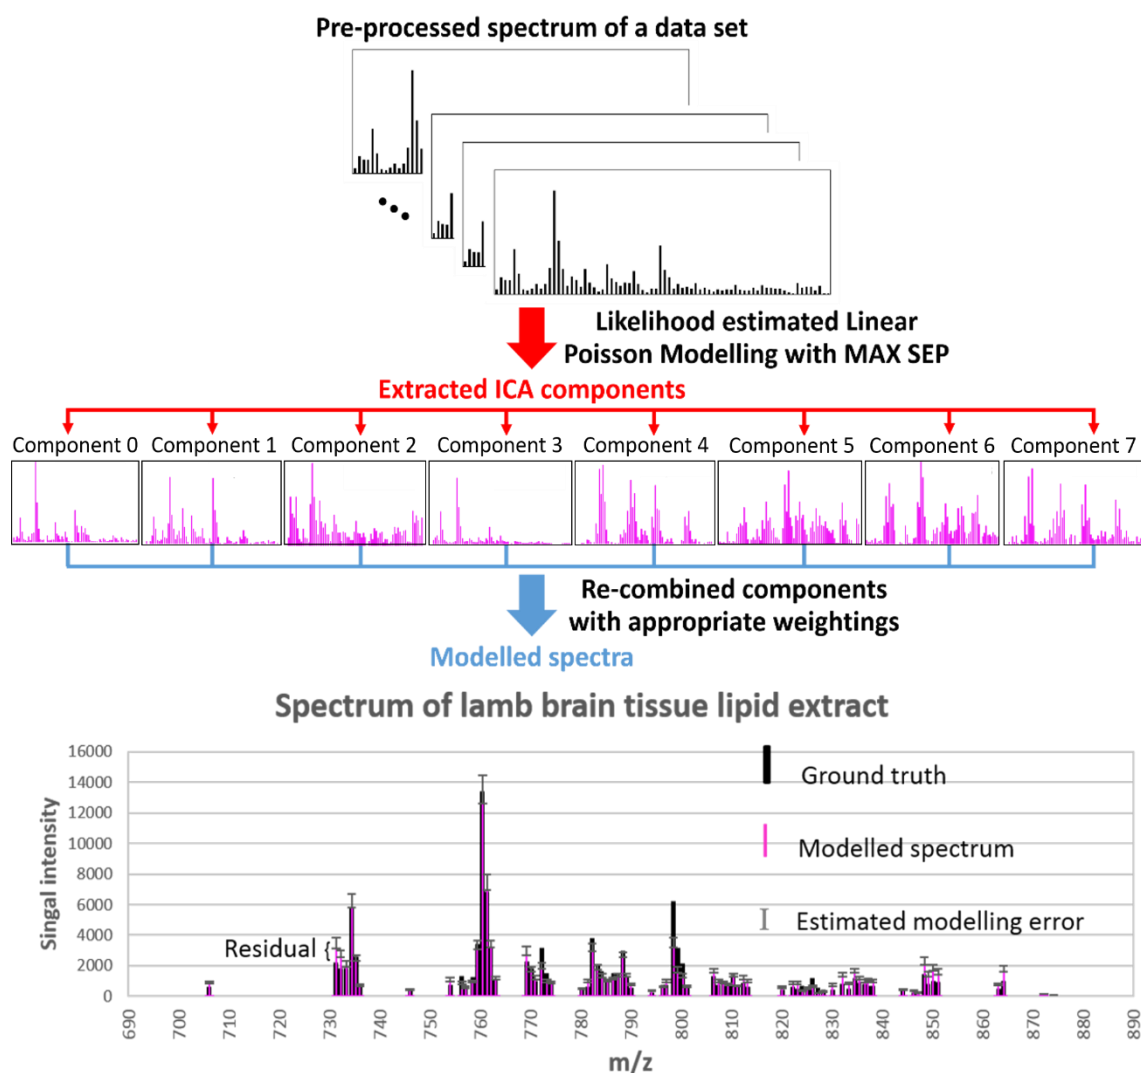 Pre-processed spectrum of a data set
Likelihood estimated Linear
Poisson Modelling with MAX SEP
Extracted ICA components
Component 0 Component 1 Component 2 Component 3 Component 4 Component 5 Component 6 Component 7
Re-combined components
with appropriate weightings
Modelled spectra
Spectrum of lamb brain tissue lipid extract
Singal intensity
16000
14000
12000
10000
8000
6000
4000
2000
0
Ground truth
Modelled spectrum
Estimated modelling error
Residual {
690 700 710 720 730 740 750 760 770 780 790 800 810 820 830 840 850 860 870 880 890
m/z